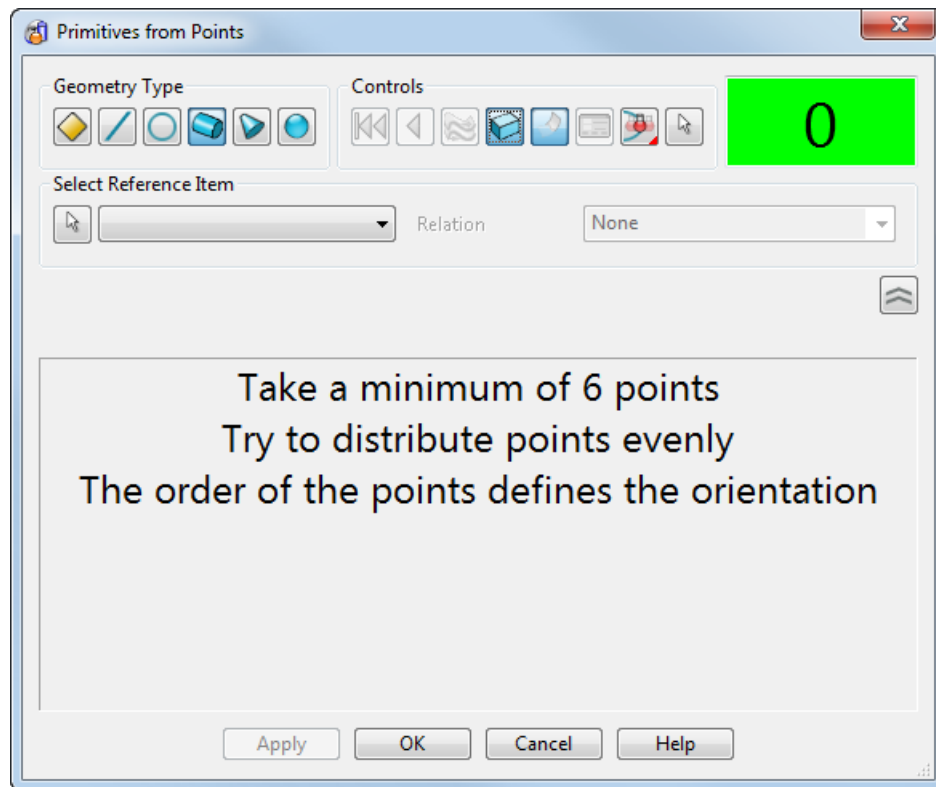 Primitives from Points
Geometry Type
Controls
0
Select Reference Item
Relation
None
Take a minimum of 6 points
Try to distribute points evenly
The order of the points defines the orientation
Apply
OK
Cancel
Help